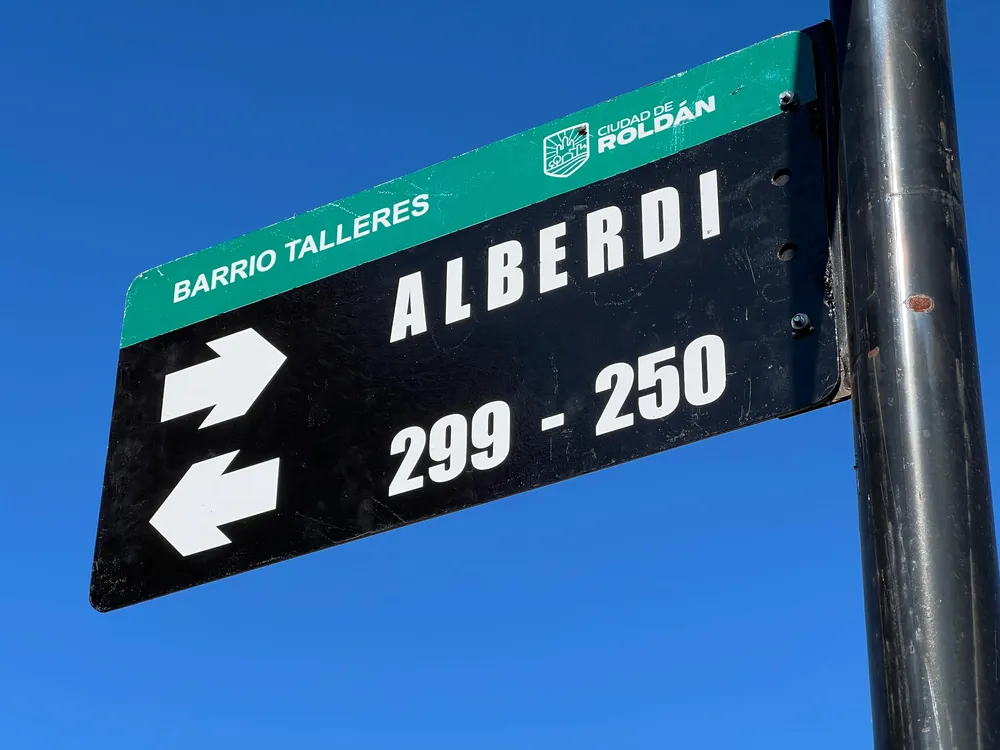 CIUDAD DE
ROLDÁN
BARRIO TALLERES
ALBERDI
299 - 250